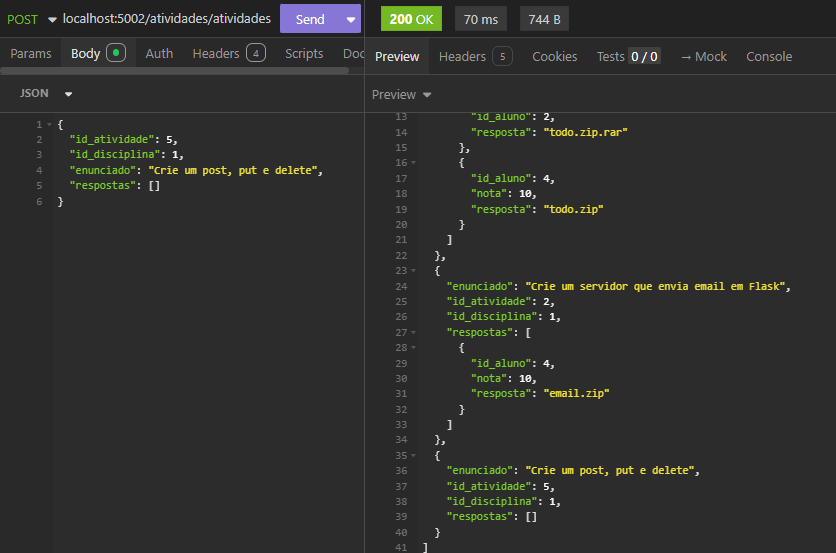 POST localhost:5002/atividades/atividades Send
Params Body Auth Headers 4 Scripts Doc
JSON
1 {
2 "id_atividade": 5,
3 "id_disciplina": 1,
4 "enunciado": "Crie um post, put e delete",
5 "respostas": []
6 }
200 OK 70 ms 744 B
Preview Headers 5 Cookies Tests 0 / 0 → Mock Console
Preview
13 "id_aluno": 2,
14 "resposta": "todo.zip.rar"
15 },
16 {
17 "id_aluno": 4,
18 "nota": 10,
19 "resposta": "todo.zip"
20 }
21 ]
22 },
23 {
24 "enunciado": "Crie um servidor que envia email em Flask",
25 "id_atividade": 2,
26 "id_disciplina": 1,
27 "respostas": [
28 {
29 "id_aluno": 4,
30 "nota": 10,
31 "resposta": "email.zip"
32 }
33 ]
34 },
35 {
36 "enunciado": "Crie um post, put e delete",
37 "id_atividade": 5,
38 "id_disciplina": 1,
39 "respostas": []
40 }
41 ]